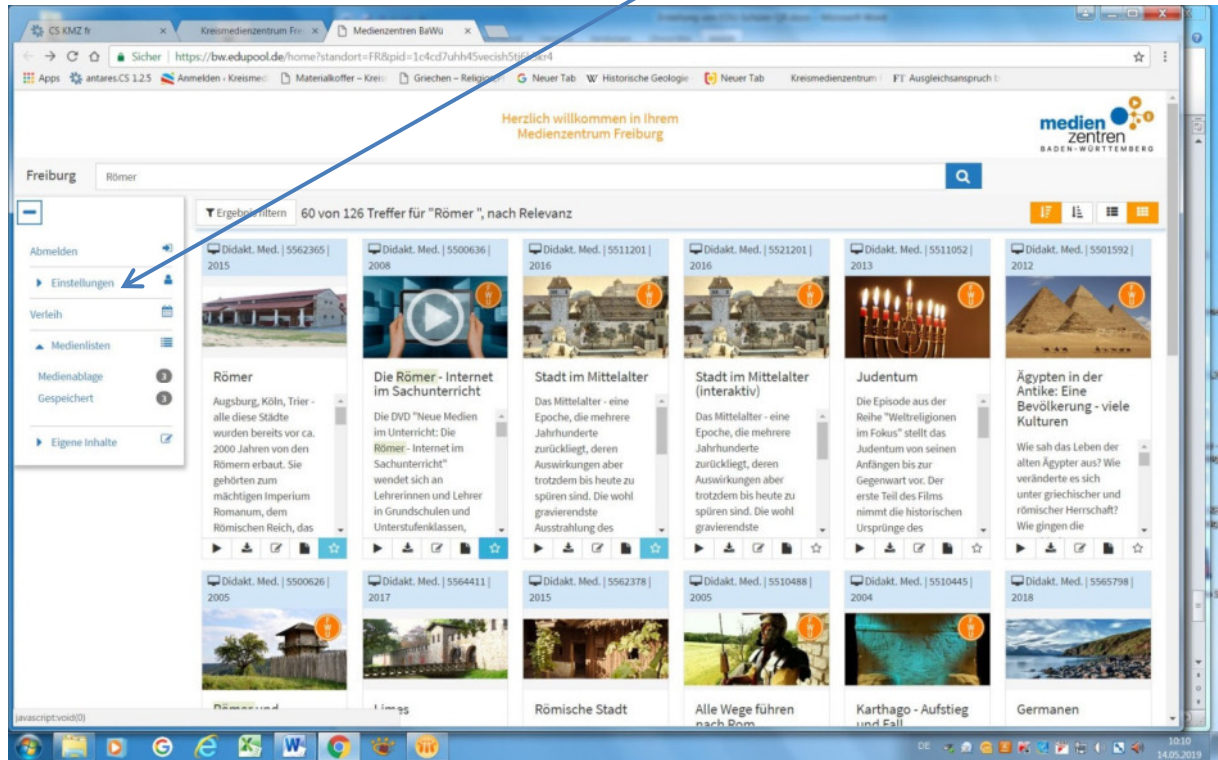 CS KMZ fr
Kreismedienzentrum Fre
Medienzentren BaWü
Sicher
https://bw.edupool.de/home?standort=FR&pid=1c4cd7uhh45vecish5
Apps
antares.CS 1.2.5
Anmelden ‹ Kreismed
Materialkoffer – Kreis
Griechen – Religion
Neuer Tab
Historische Geologie
Neuer Tab
Kreismedienzentrum
FT Ausgleichsanspruch
Herzlich willkommen in Ihrem
Medienzentrum Freiburg
medien
zentren
BADEN-WÜRTTEMBERG
Freiburg
Römer
Abmelden
Einstellungen
Verleih
Medienlisten
Medienablage 3
Gespeichert 3
Eigene Inhalte
Ergebnis filtern
60 von 126 Treffer für "Römer ", nach Relevanz
Didakt. Med. | 5562365 |
2015
Römer
Augsburg, Köln, Trier -
alle diese Städte
wurden bereits vor ca.
2000 Jahren von den
Römern erbaut. Sie
gehörten zum
mächtigen Imperium
Romanum, dem
Römischen Reich, das
Didakt. Med. | 5500636 |
2008
Die Römer - Internet
im Sachunterricht
Die DVD "Neue Medien
im Unterricht: Die
Römer - Internet im
Sachunterricht"
wendet sich an
Lehrerinnen und Lehrer
in Grundschulen und
Unterstufenklassen,
Didakt. Med. | 5511201 |
2016
Stadt im Mittelalter
Das Mittelalter - eine
Epoche, die mehrere
Jahrhunderte
zurückliegt, deren
Auswirkungen aber
trotzdem bis heute zu
spüren sind. Die wohl
gravierendste
Ausstrahlung des
Didakt. Med. | 5521201 |
2016
Stadt im Mittelalter
(interaktiv)
Das Mittelalter - eine
Epoche, die mehrere
Jahrhunderte
zurückliegt, deren
Auswirkungen aber
trotzdem bis heute zu
spüren sind. Die wohl
gravierendste
Didakt. Med. | 5511052 |
2013
Judentum
Die Episode aus der
Reihe "Weltreligionen
im Fokus" stellt das
Judentum von seinen
Anfängen bis zur
Gegenwart vor. Der
erste Teil des Films
nimmt die historischen
Ursprünge des
Didakt. Med. | 5501592 |
2012
Ägypten in der
Antike: Eine
Bevölkerung - viele
Kulturen
Wie sah das Leben der
alten Ägypter aus? Wie
veränderte es sich
unter griechischer und
römischer Herrschaft?
Wie gingen die
Didakt. Med. | 5500626 |
2005
Römer und
Didakt. Med. | 5564411 |
2017
Limes
Didakt. Med. | 5562378 |
2015
Römische Stadt
Didakt. Med. | 5510488 |
2005
Alle Wege führen
nach Rom
Didakt. Med. | 5510445 |
2004
Karthago - Aufstieg
und Fall
Didakt. Med. | 5565798 |
2018
Germanen
javascript:void(0)
DE
10:10
14.05.2019